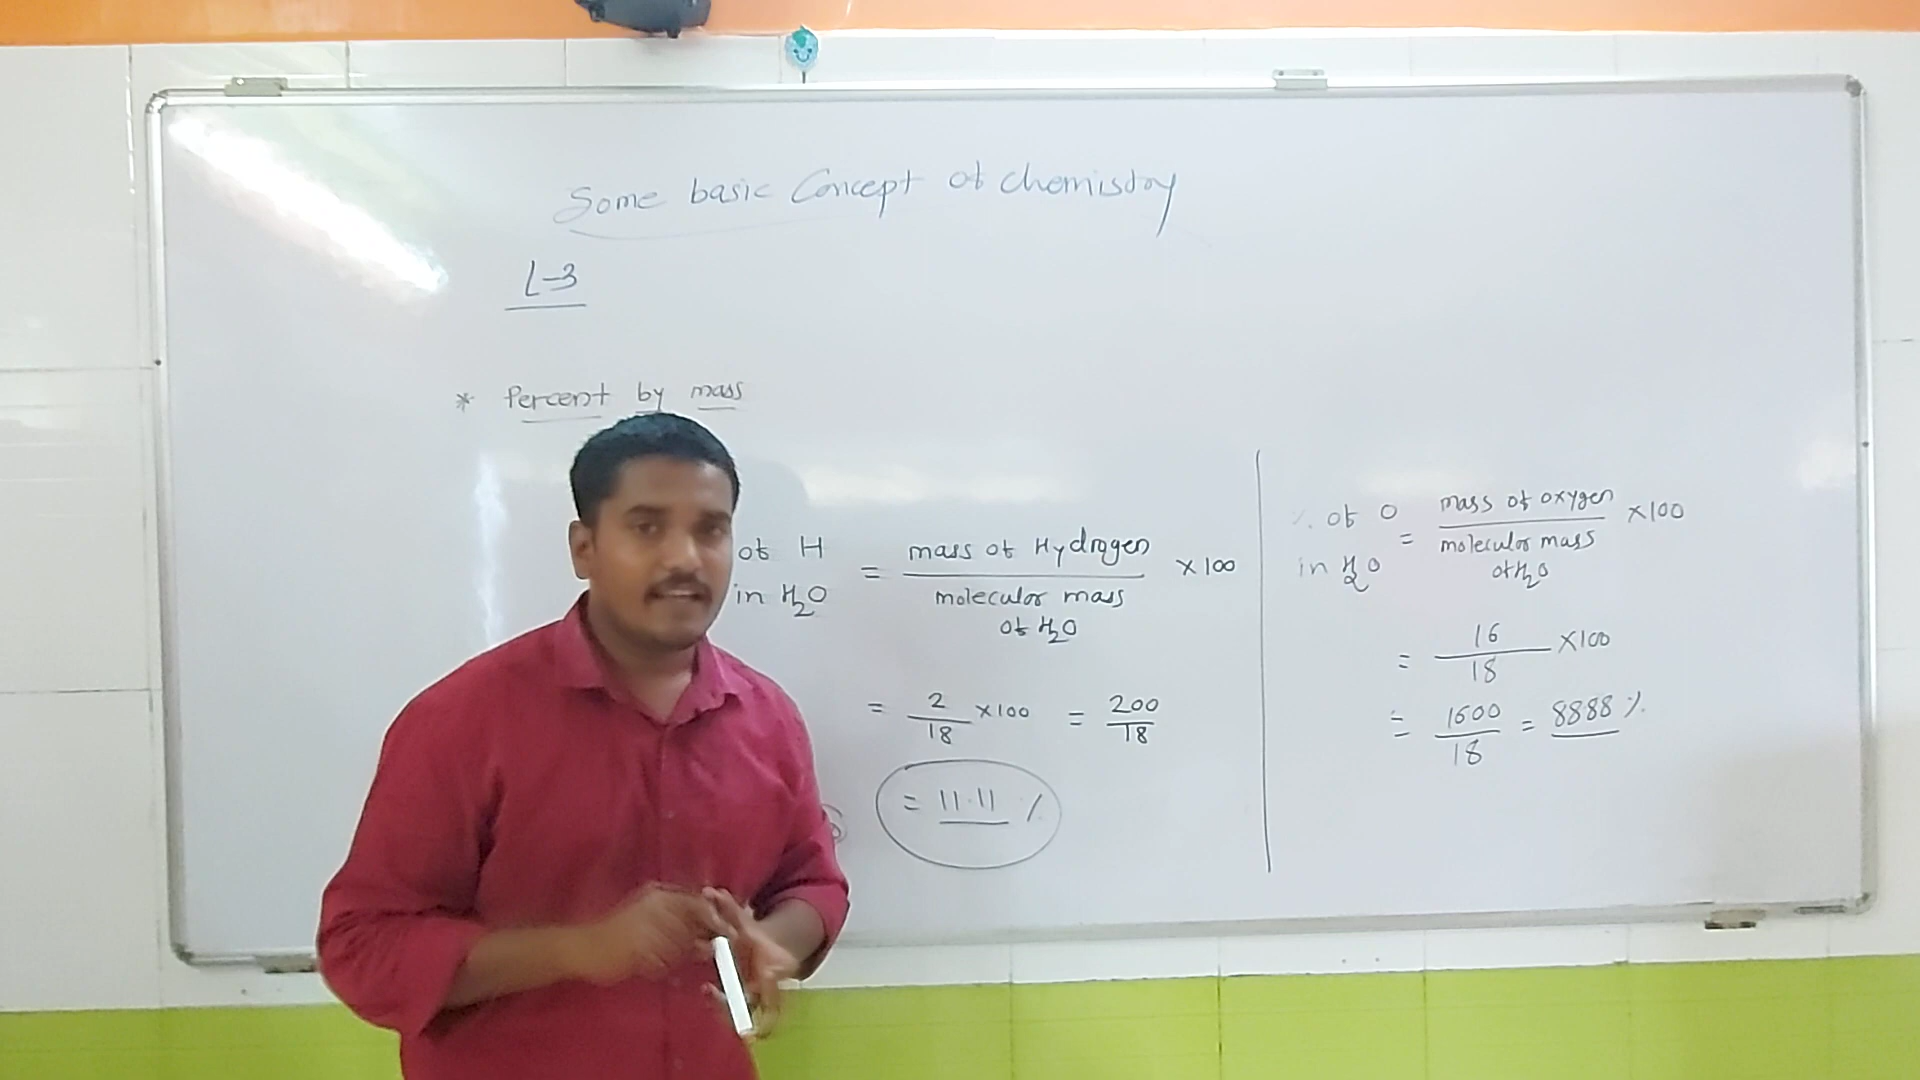 Some basic Concept of chemistry
L-3
* Percent by mass
of H
in H2O
= mass of Hydrogen
molecular mass
of H2O
×100
= 2/18 ×100 = 200/18
= 11.11 %
% of O
in H2O
= mass of oxygen
molecular mass
of H2O
×100
= 16/18 ×100
= 1600/18 = 8888 %